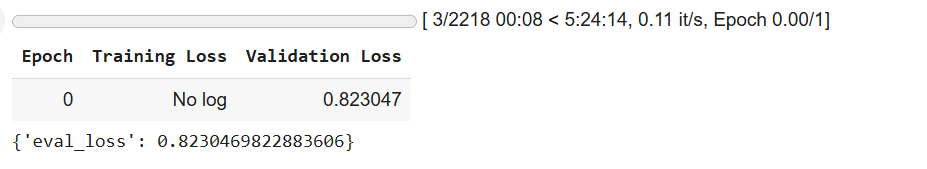 [ 3/2218 00:08 < 5:24:14, 0.11 it/s, Epoch 0.00/1]
Epoch Training Loss Validation Loss
0 No log 0.823047
{'eval_loss': 0.8230469822883606}